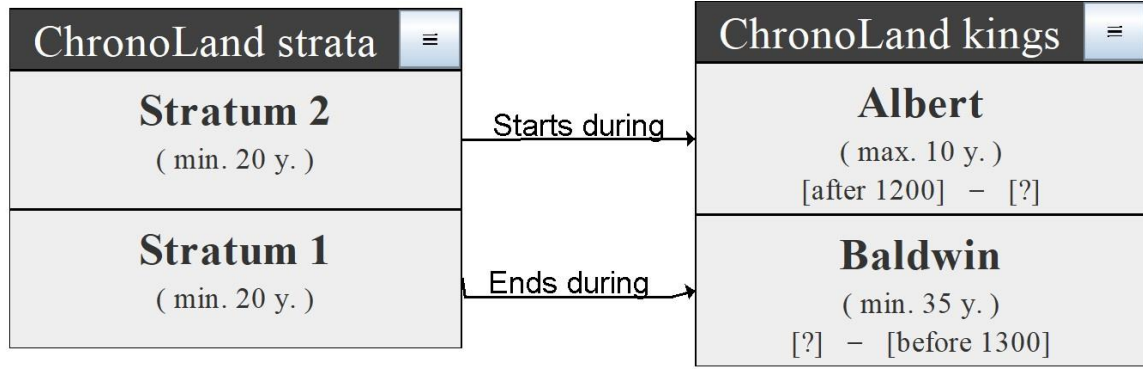 ChronoLand strata ≡
Stratum 2
( min. 20 y. )
Stratum 1
( min. 20 y. )
Starts during
Ends during
ChronoLand kings ≡
Albert
( max. 10 y. )
[after 1200] – [?]
Baldwin
( min. 35 y. )
[?] – [before 1300]